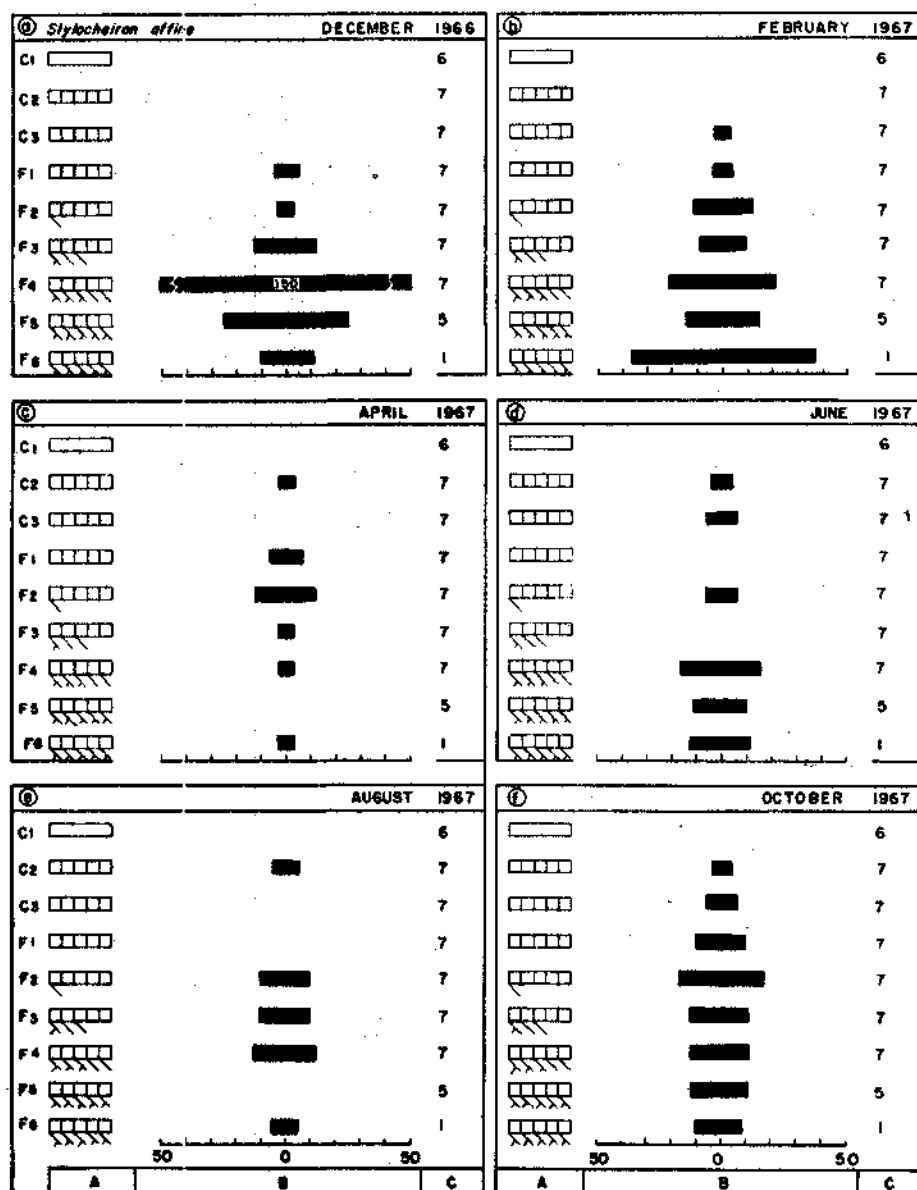 a Stylocheiron affine DECEMBER 1966
C1 6
C2 7
C3 7
F1 7
F2 7
F3 7
F4 150 7
F5 5
F6 1
b FEBRUARY 1967
6
7
7
7
7
7
7
5
1
c APRIL 1967
C1 6
C2 7
C3 7
F1 7
F2 7
F3 7
F4 7
F5 5
F6 1
d JUNE 1967
6
7
7
7
7
7
7
5
1
e AUGUST 1967
C1 6
C2 7
C3 7
F1 7
F2 7
F3 7
F4 7
F5 5
F6 1
50 0 50
A B C
f OCTOBER 1967
6
7
7
7
7
7
7
5
1
50 0 50
A B C